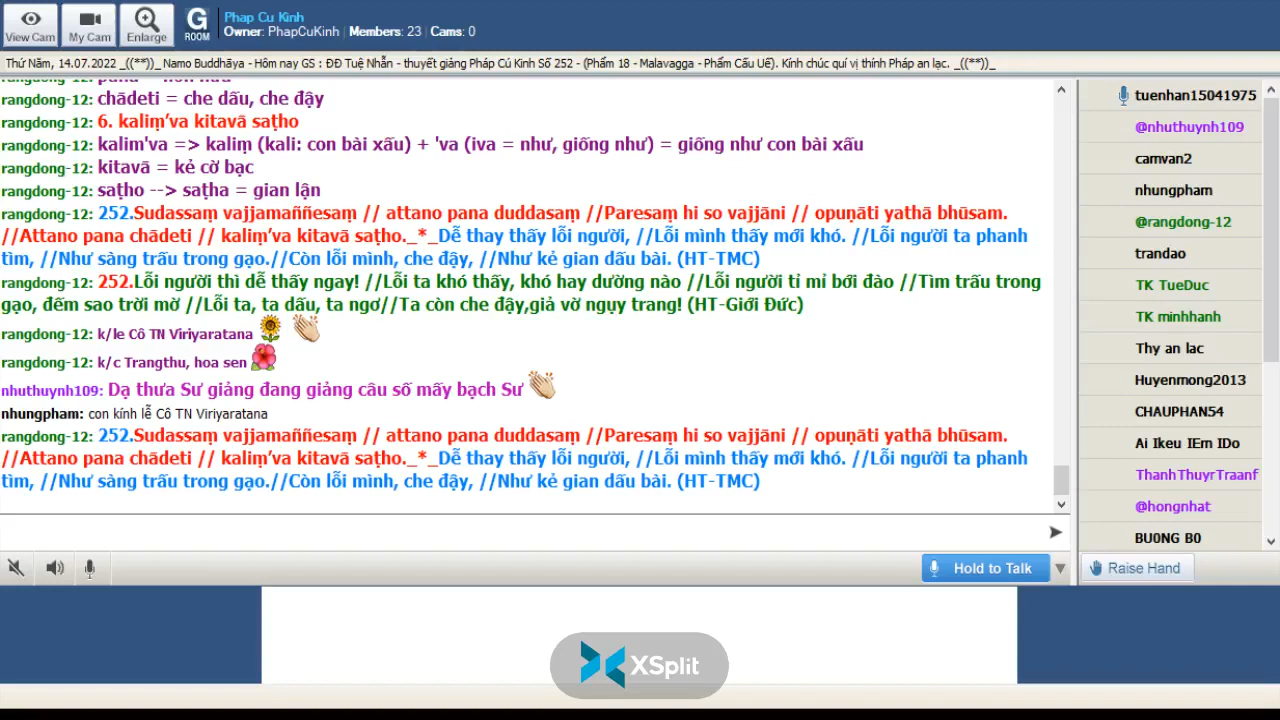 View Cam
My Cam
Enlarge
G
ROOM
Phap Cu Kinh
Owner: PhapCuKinh | Members: 23 | Cams: 0
Thứ Năm, 14.07.2022 _((**))_ Namo Buddhāya - Hôm nay GS : ĐĐ Tuệ Nhẫn - thuyết giảng Pháp Cú Kinh Số 252 - (Phẩm 18 - Malavagga - Phẩm Cấu Uế). Kính chúc quí vị thính Pháp an lạc. _((**))_
rangdong-12: chādeti = che dấu, che đậy
rangdong-12: 6. kaliṃ’va kitavā saṭho
rangdong-12: kalim'va => kaliṃ (kali: con bài xấu) + 'va (iva = như, giống như) = giống như con bài xấu
rangdong-12: kitavā = kẻ cờ bạc
rangdong-12: saṭho --> saṭha = gian lận
rangdong-12: 252.Sudassaṃ vajjamaññesaṃ // attano pana duddasaṃ //Paresaṃ hi so vajjāni // opuṇāti yathā bhūsam.
//Attano pana chādeti // kaliṃ’va kitavā saṭho._*_Dễ thay thấy lỗi người, //Lỗi mình thấy mới khó. //Lỗi người ta phanh
tìm, //Như sàng trấu trong gạo.//Còn lỗi mình, che đậy, //Như kẻ gian dấu bài. (HT-TMC)
rangdong-12: 252.Lỗi người thì dễ thấy ngay! //Lỗi ta khó thấy, khó hay dường nào //Lỗi người tỉ mỉ bới đào //Tìm trấu trong
gạo, đếm sao trời mờ //Lỗi ta, ta dấu, ta ngơ//Ta còn che đậy,giả vờ ngụy trang! (HT-Giới Đức)
rangdong-12: k/le Cô TN Viriyaratana
rangdong-12: k/c Trangthu, hoa sen
nhuthuynh109: Dạ thưa Sư giảng đang giảng câu số mấy bạch Sư
nhungpham: con kính lễ Cô TN Viriyaratana
rangdong-12: 252.Sudassaṃ vajjamaññesaṃ // attano pana duddasaṃ //Paresaṃ hi so vajjāni // opuṇāti yathā bhūsam.
//Attano pana chādeti // kaliṃ’va kitavā saṭho._*_Dễ thay thấy lỗi người, //Lỗi mình thấy mới khó. //Lỗi người ta phanh
tìm, //Như sàng trấu trong gạo.//Còn lỗi mình, che đậy, //Như kẻ gian dấu bài. (HT-TMC)
tuenhan15041975
@nhuthuynh109
camvan2
nhungpham
@rangdong-12
trandao
TK TueDuc
TK minhhanh
Thy an lac
Huyenmong2013
CHAUPHAN54
Ai lkeu IErn IDo
ThanhThuyrTraanf
@hongnhat
BU0NG B0
Hold to Talk
Raise Hand
XSplit